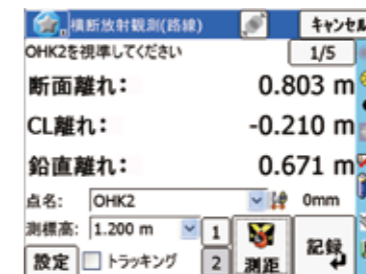 横断放射観測(路線) キャンセル
OHK2を視準してください 1/5
断面離れ: 0.803 m
CL離れ: -0.210 m
鉛直離れ: 0.671 m
点名: OHK2 0mm
測標高: 1.200 m 1
設定 トラッキング 2 測距 記録